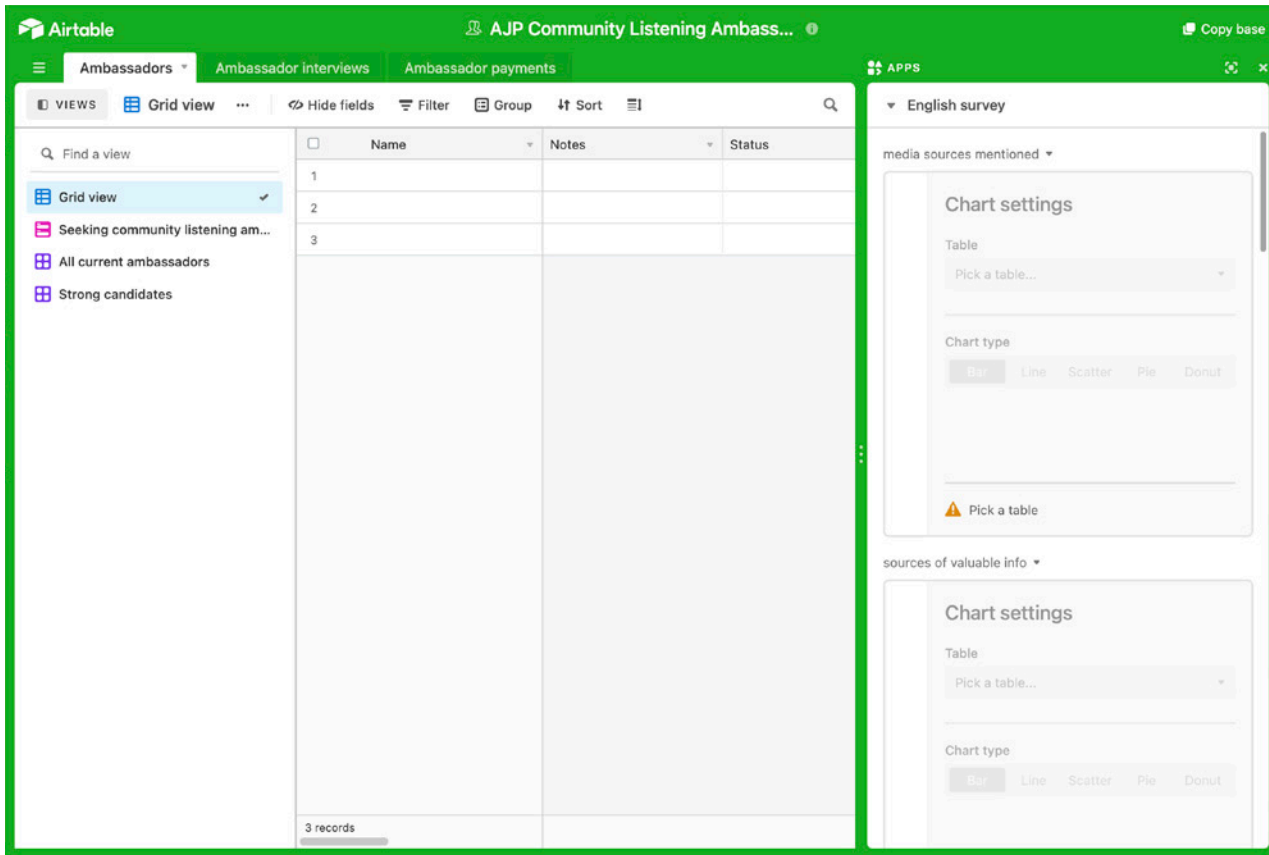 Airtable
AJP Community Listening Ambass...
Copy base
Ambassadors
Ambassador interviews
Ambassador payments
APPS
VIEWS
Grid view
Hide fields
Filter
Group
Sort
English survey
Find a view
Grid view
Seeking community listening am...
All current ambassadors
Strong candidates
Name
Notes
Status
1
2
3
3 records
media sources mentioned
Chart settings
Table
Pick a table...
Chart type
Bar Line Scatter Pie Donut
Pick a table
sources of valuable info
Chart settings
Table
Pick a table...
Chart type
Bar Line Scatter Pie Donut